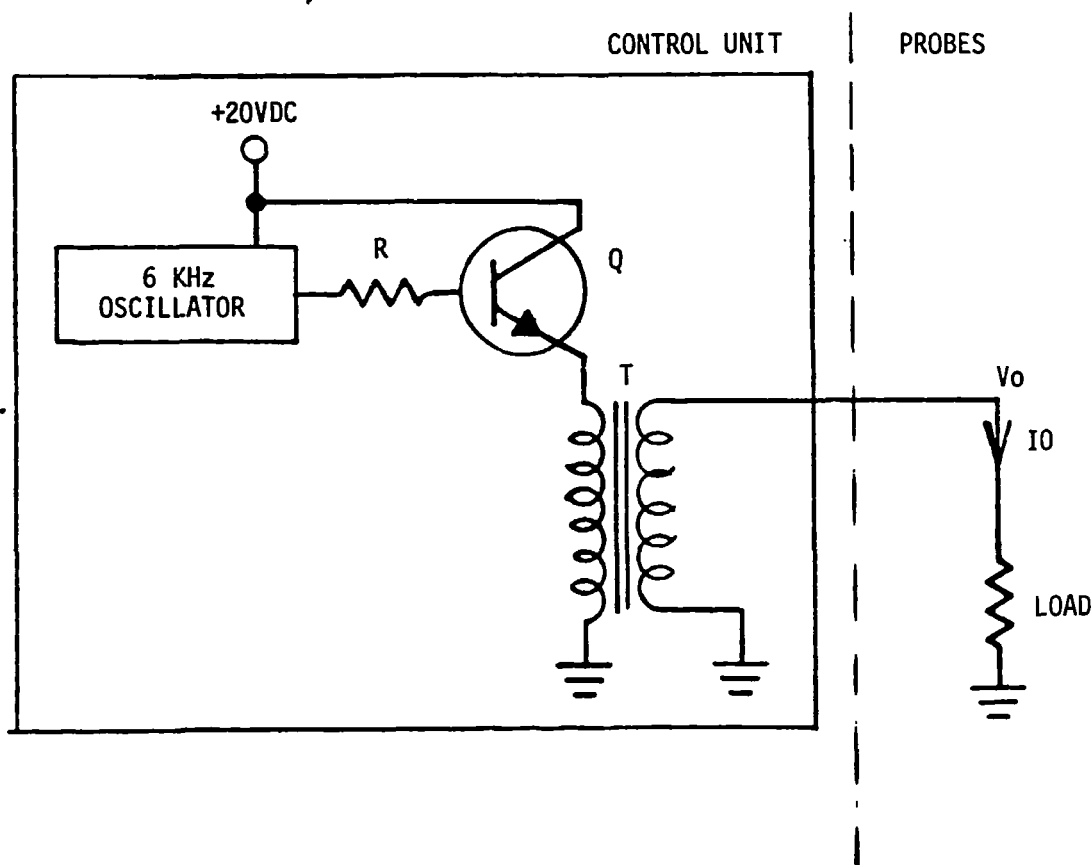 CONTROL UNIT
PROBES
+20VDC
R
Q
6 KHz
OSCILLATOR
T
Vo
IO
LOAD